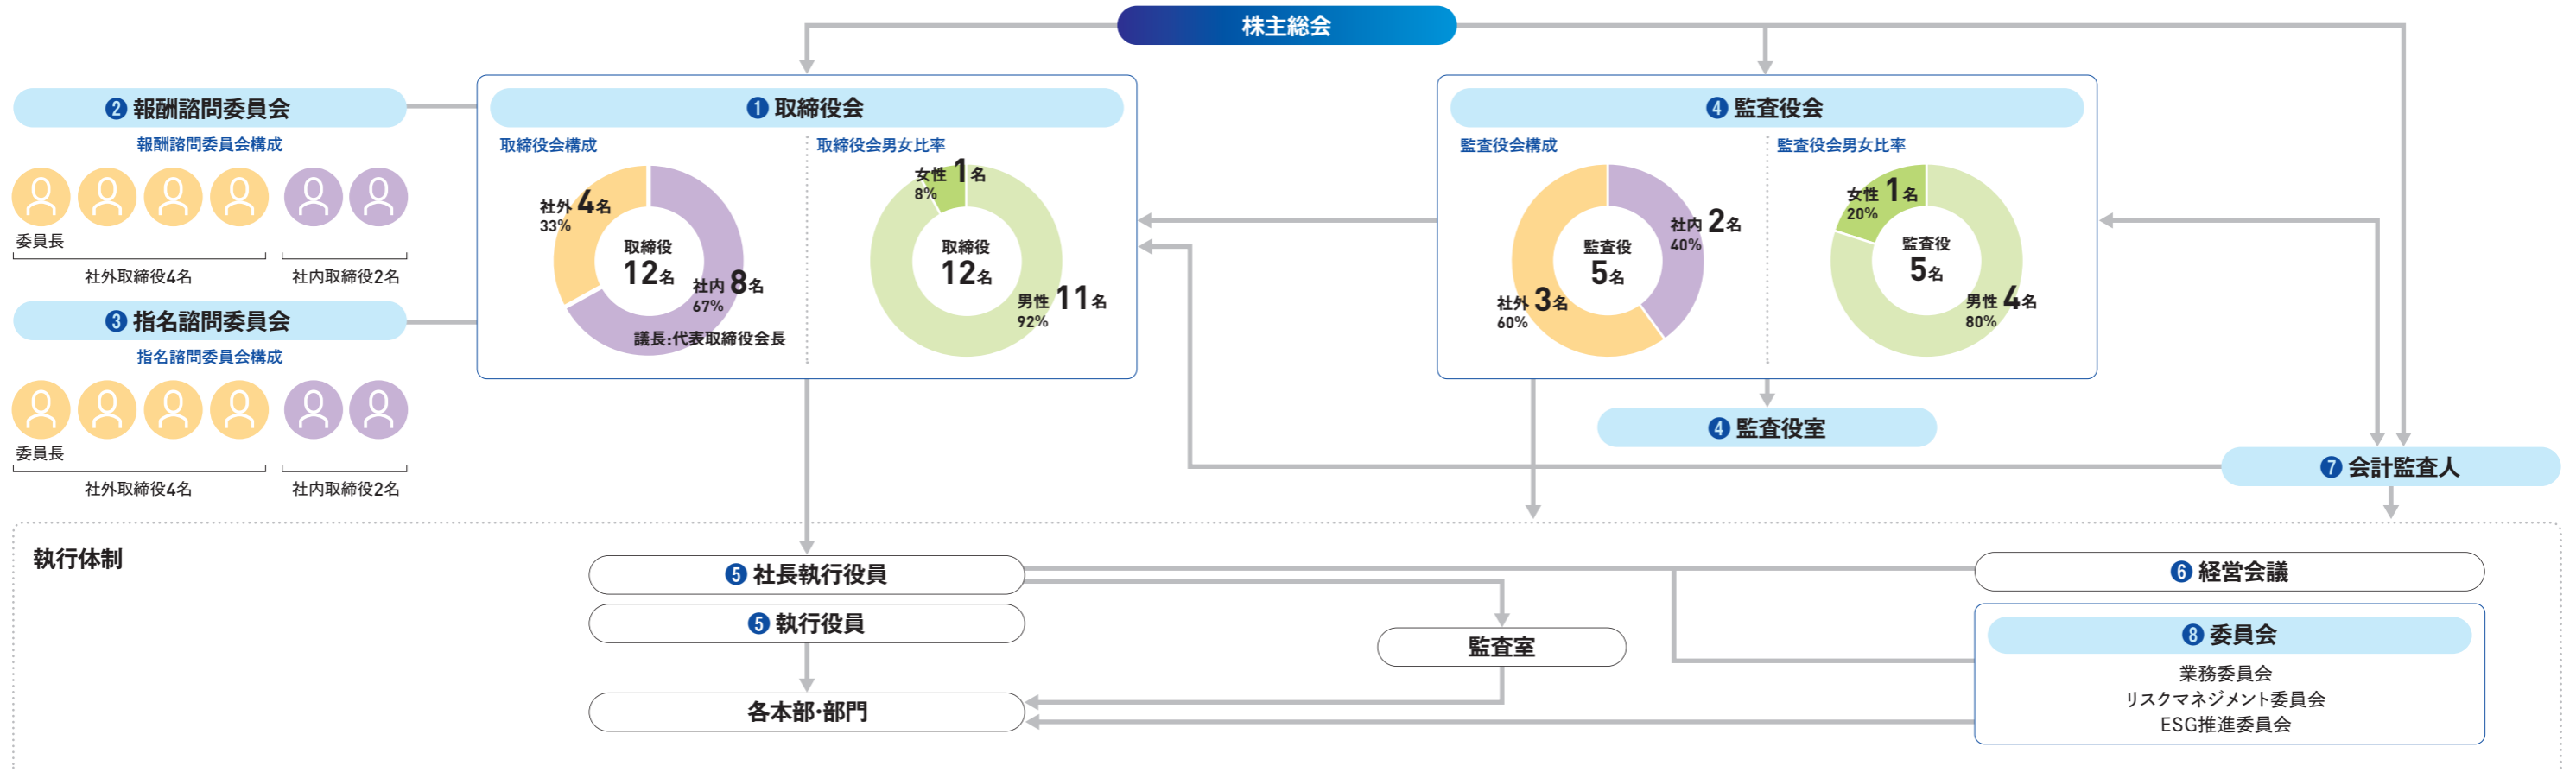 株主総会
❷ 報酬諮問委員会
報酬諮問委員会構成
委員長
社外取締役4名
社内取締役2名
❸ 指名諮問委員会
指名諮問委員会構成
委員長
社外取締役4名
社内取締役2名
❶ 取締役会
取締役会構成
社外 4名
33%
取締役
12名
社内 8名
67%
議長:代表取締役会長
取締役会男女比率
女性 1名
8%
取締役
12名
男性 11名
92%
❹ 監査役会
監査役会構成
社内 2名
40%
監査役
5名
社外 3名
60%
監査役会男女比率
女性 1名
20%
監査役
5名
男性 4名
80%
❹ 監査役室
❼ 会計監査人
執行体制
❺ 社長執行役員
❺ 執行役員
各本部・部門
監査室
❻ 経営会議
❽ 委員会
業務委員会
リスクマネジメント委員会
ESG推進委員会